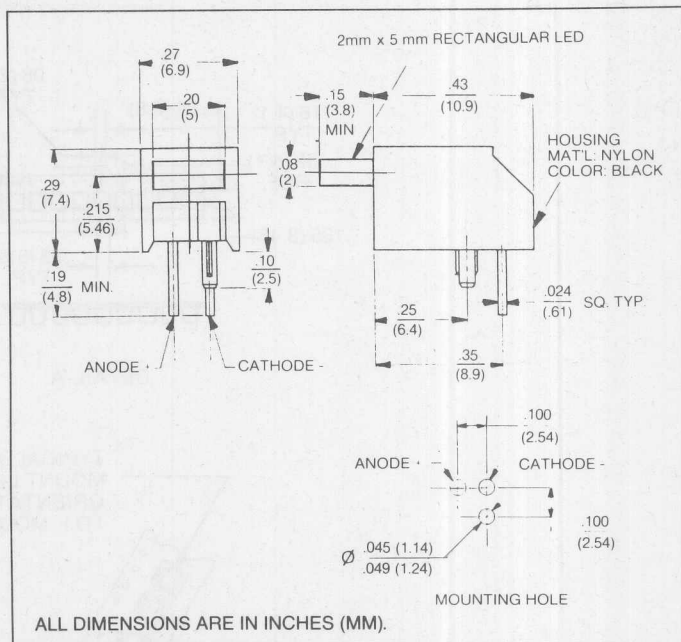 2mm x 5 mm RECTANGULAR LED
.27
(6.9)
.20
(5)
.15
(3.8)
MIN
.43
(10.9)
.08
(2)
HOUSING
MAT'L: NYLON
COLOR: BLACK
.29
(7.4)
.215
(5.46)
.19
(4.8)
MIN.
.10
(2.5)
.024
(.61)
SQ. TYP.
.25
(6.4)
.35
(8.9)
ANODE +
CATHODE -
.100
(2.54)
ANODE +
CATHODE -
.100
(2.54)
Ø .045 (1.14)
.049 (1.24)
MOUNTING HOLE
ALL DIMENSIONS ARE IN INCHES (MM).